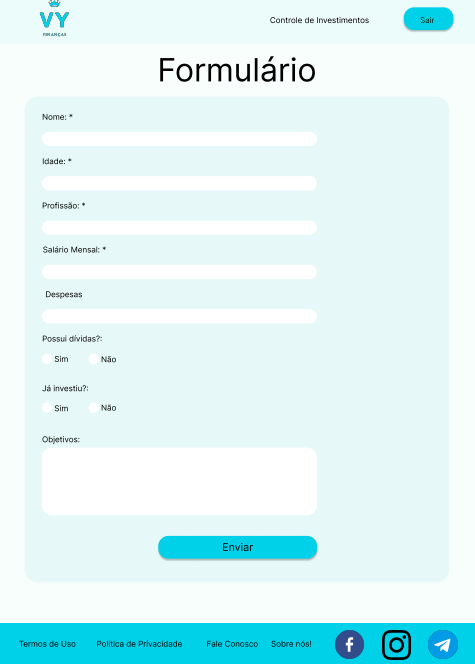 VY
FINANÇAS
Controle de Investimentos
Sair
Formulário
Nome: *
Idade: *
Profissão: *
Salário Mensal: *
Despesas
Possui dívidas?:
Sim Não
Já investiu?:
Sim Não
Objetivos:
Enviar
Termos de Uso Política de Privacidade Fale Conosco Sobre nós!